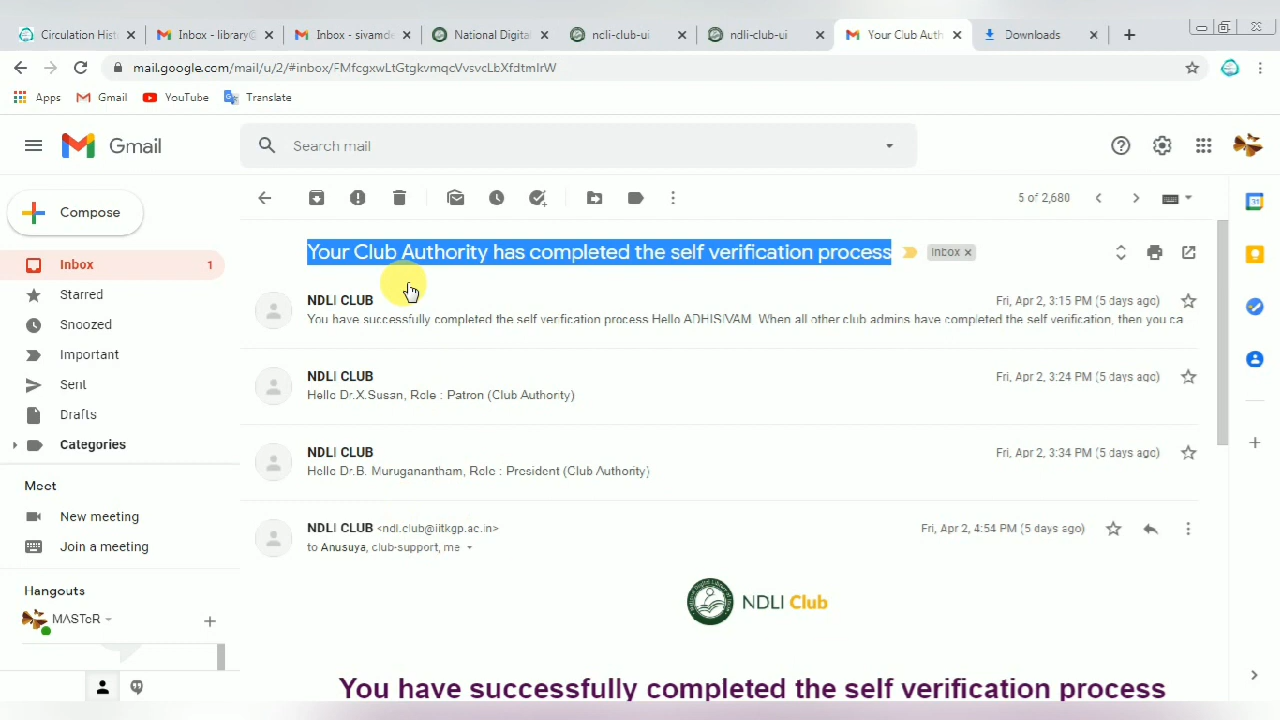 Circulation Hist
Inbox - library@
Inbox - sivamde
National Digita
ncli-club-ui
ndli-club-ui
Your Club Auth
Downloads
mail.google.com/mail/u/2/#inbox/
Apps
Gmail
YouTube
Translate
Gmail
Search mail
Compose
5 of 2,680
Inbox
1
Starred
Snoozed
Important
Sent
Drafts
Categories
Meet
New meeting
Join a meeting
Hangouts
MASTeR
Your Club Authority has completed the self verification process
Inbox x
NDLI CLUB
Fri, Apr 2, 3:15 PM (5 days ago)
You have successfully completed the self verification process Hello ADHISIVAM, When all other club admins have completed the self verification, then you ca
NDLI CLUB
Fri, Apr 2, 3:24 PM (5 days ago)
Hello Dr.X.Susan, Role : Patron (Club Authority)
NDLI CLUB
Fri, Apr 2, 3:34 PM (5 days ago)
Hello Dr.B. Muruganantham, Role : President (Club Authority)
NDLI CLUB <ndl.club@iitkgp.ac.in>
Fri, Apr 2, 4:54 PM (5 days ago)
to Anusuya, club-support, me
NDLI Club
You have successfully completed the self verification process